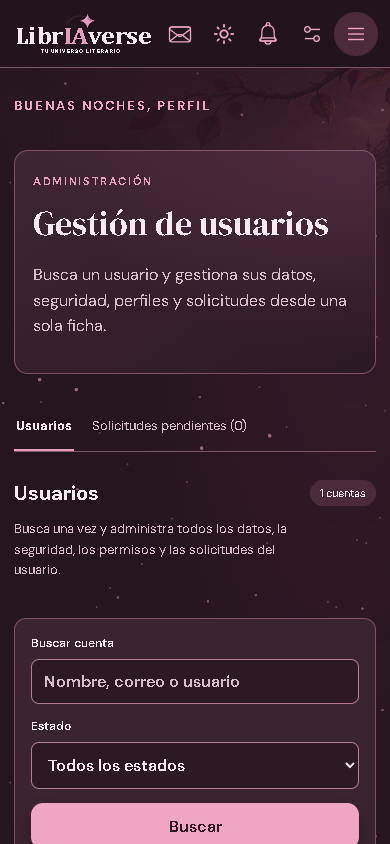 LibrIAverse
TU UNIVERSO LITERARIO
BUENAS NOCHES, PERFIL
ADMINISTRACIÓN
Gestión de usuarios
Busca un usuario y gestiona sus datos,
seguridad, perfiles y solicitudes desde una
sola ficha.
Usuarios
Solicitudes pendientes (0)
Usuarios
1 cuentas
Busca una vez y administra todos los datos, la
seguridad, los permisos y las solicitudes del
usuario.
Buscar cuenta
Nombre, correo o usuario
Estado
Todos los estados
Buscar